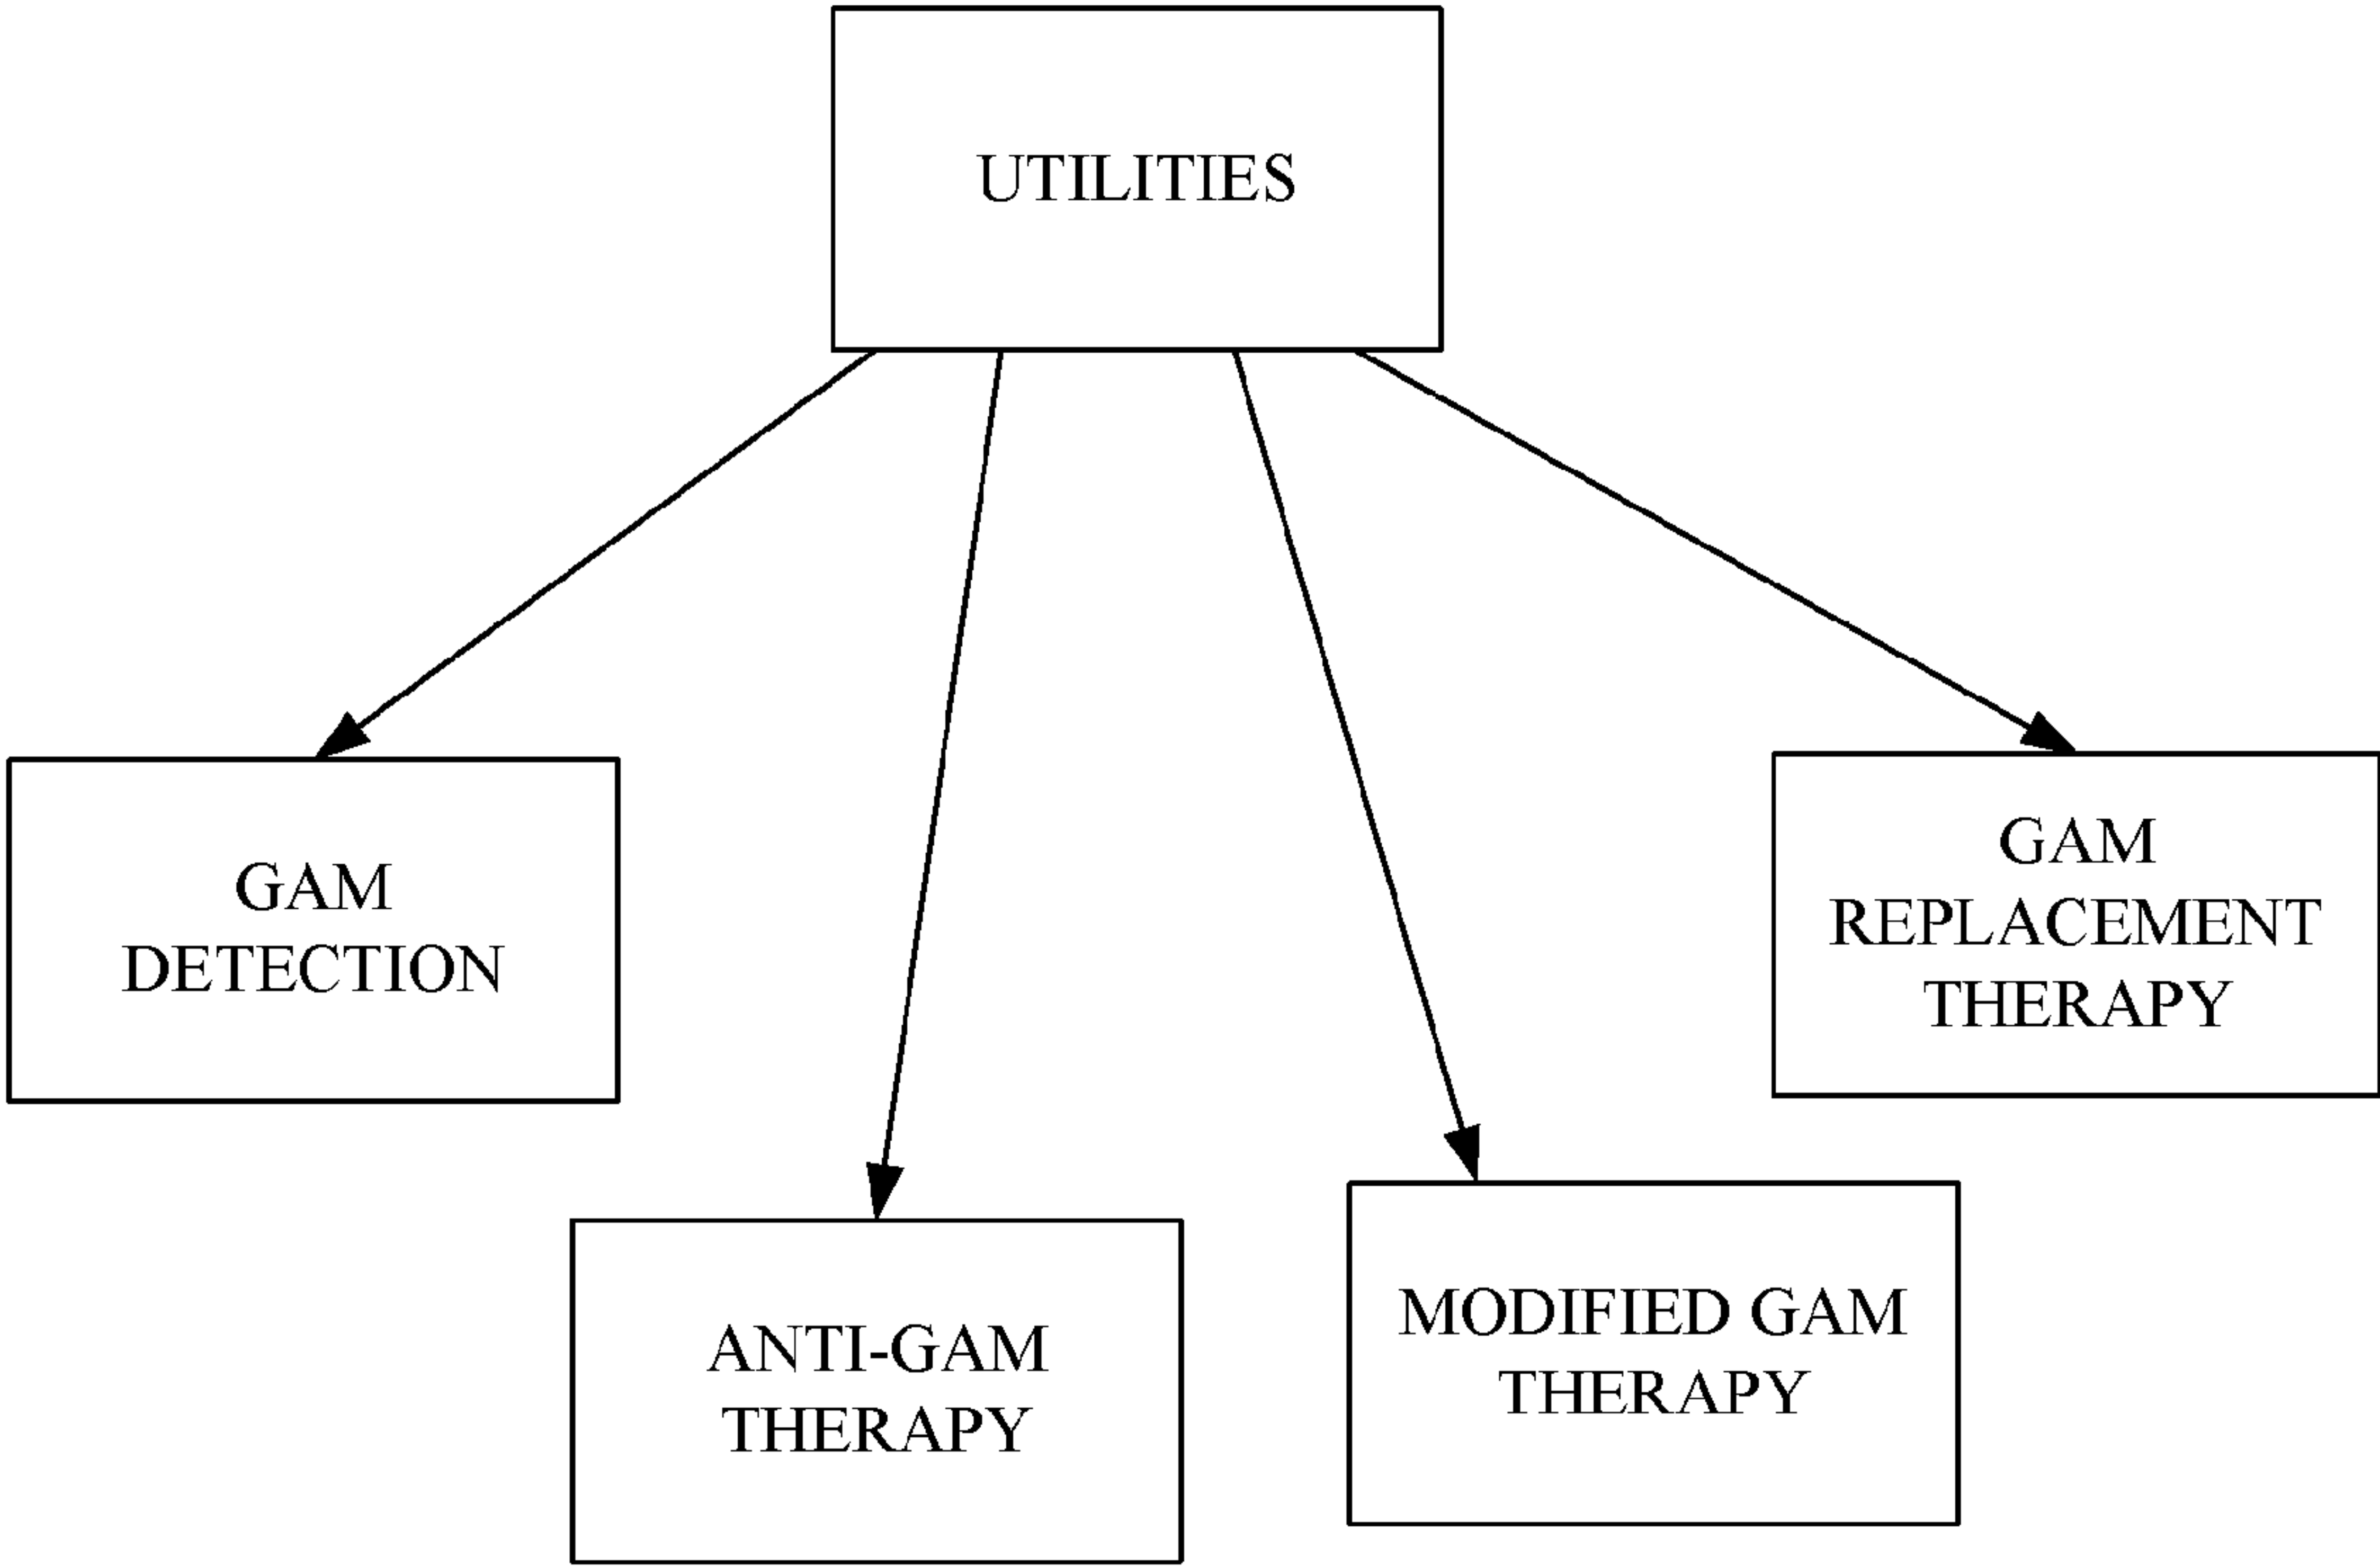 UTILITIES
GAM
DETECTION
GAM
REPLACEMENT
THERAPY
ANTI-GAM
THERAPY
MODIFIED GAM
THERAPY